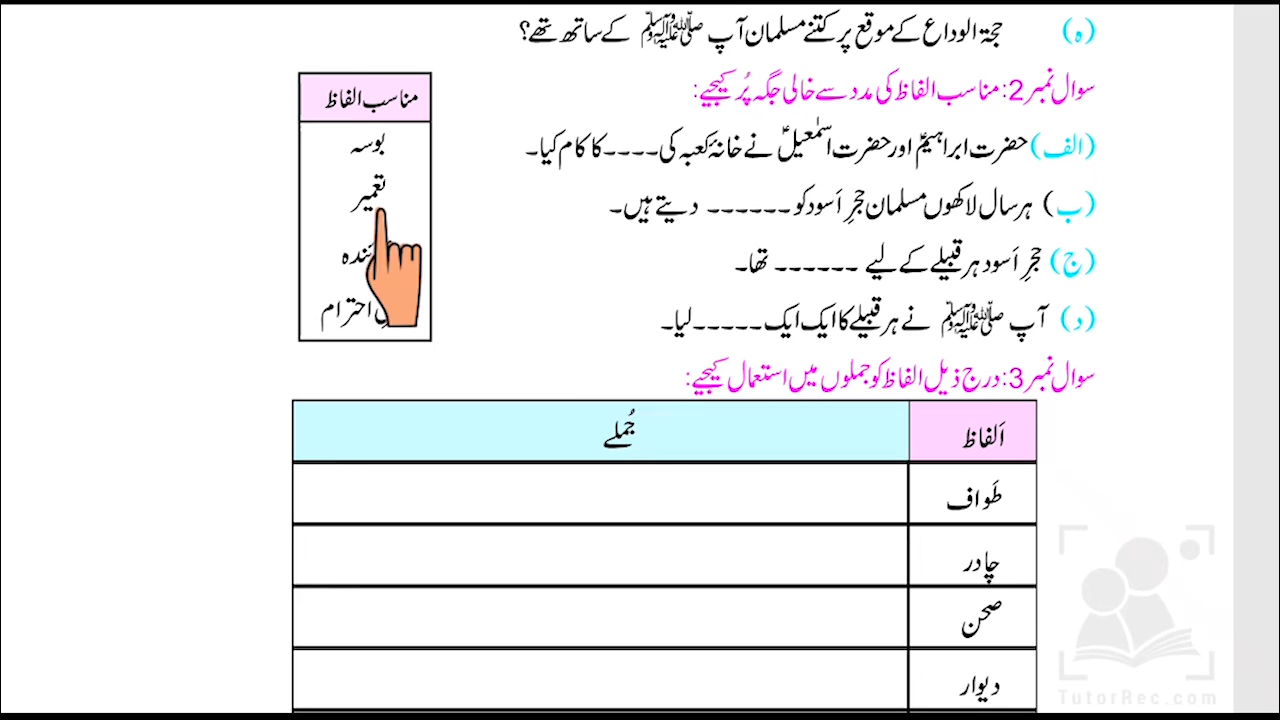 (ہ) حجۃ الوداع کے موقع پر کتنے مسلمان آپ ﷺ کے ساتھ تھے؟
سوال نمبر 2: مناسب الفاظ کی مدد سے خالی جگہ پُر کیجیے:
(الف) حضرت ابراہیمؑ اور حضرت اسمٰعیلؑ نے خانۂ کعبہ کی ---- کا کام کیا۔
(ب) ہر سال لاکھوں مسلمان حجرِ اَسود کو ------ دیتے ہیں۔
(ج) حجرِ اَسود ہر قبیلے کے لیے ------ تھا۔
(د) آپ ﷺ نے ہر قبیلے کا ایک ایک ----- لیا۔
مناسب الفاظ
بوسہ
تعمیر
احترام
سوال نمبر 3: درج ذیل الفاظ کو جملوں میں استعمال کیجیے:
اَلفاظ جُملے
طَواف
چادر
صحن
دیوار
TutorRec.com